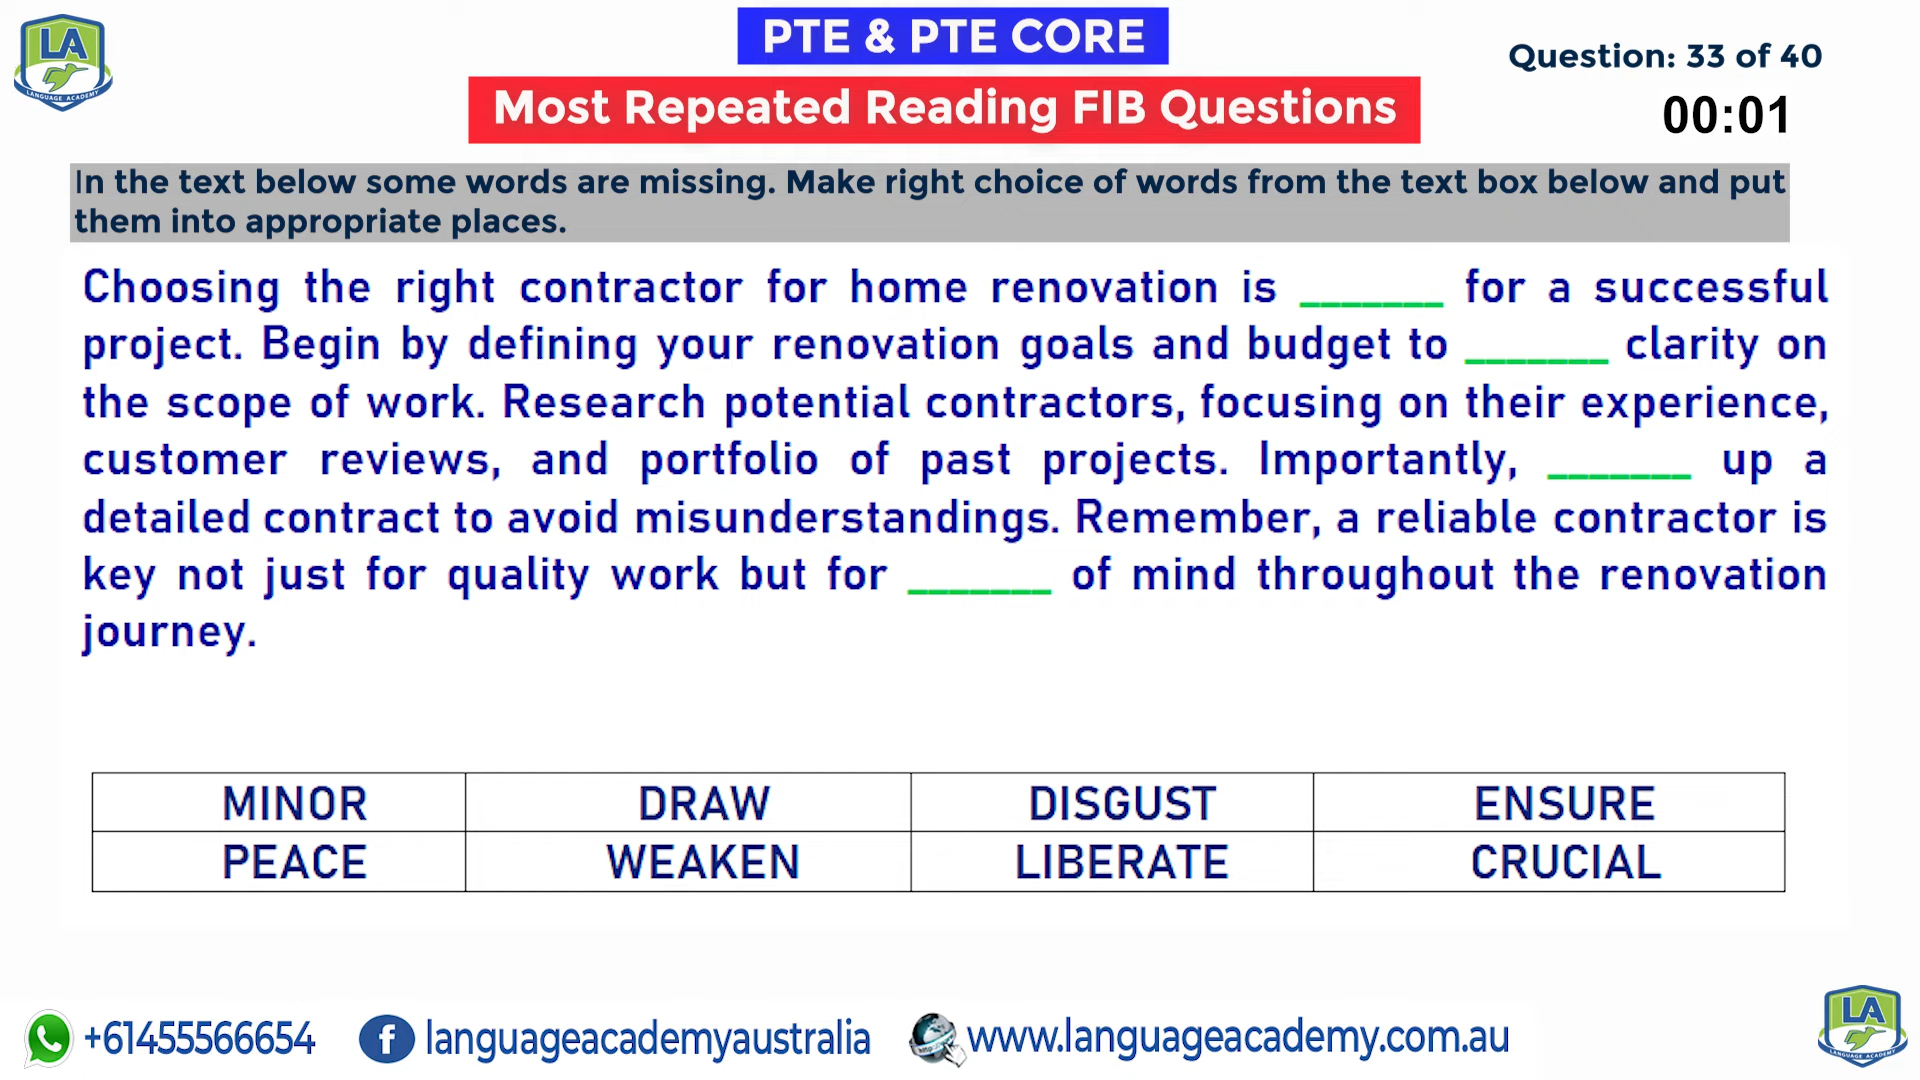 LA
LANGUAGE ACADEMY
PTE & PTE CORE
Most Repeated Reading FIB Questions
Question: 33 of 40
00:01
In the text below some words are missing. Make right choice of words from the text box below and put
them into appropriate places.
Choosing the right contractor for home renovation is _______ for a successful
project. Begin by defining your renovation goals and budget to _______ clarity on
the scope of work. Research potential contractors, focusing on their experience,
customer reviews, and portfolio of past projects. Importantly, _______ up a
detailed contract to avoid misunderstandings. Remember, a reliable contractor is
key not just for quality work but for _______ of mind throughout the renovation
journey.
MINOR DRAW DISGUST ENSURE
PEACE WEAKEN LIBERATE CRUCIAL
+61455566654 languageacademyaustralia www.languageacademy.com.au
LA
LANGUAGE ACADEMY